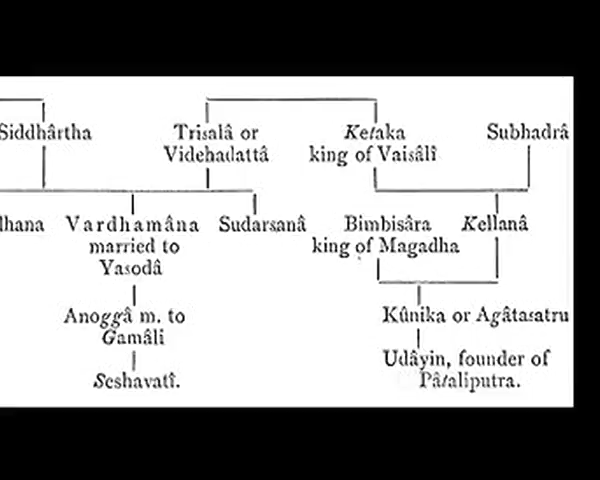 Siddhârtha Trisalâ or Ketaka Subhadrâ
Videhadattâ king of Vaisâlî
dhana Vardhamâna Sudarsanâ Bimbisâra Kellanâ
married to king of Magadha
Yasodâ
Anoggâ m. to Kûnika or Agâtasatru
Gamâli
Udâyin, founder of
Seshavatî. Pâtaliputra.